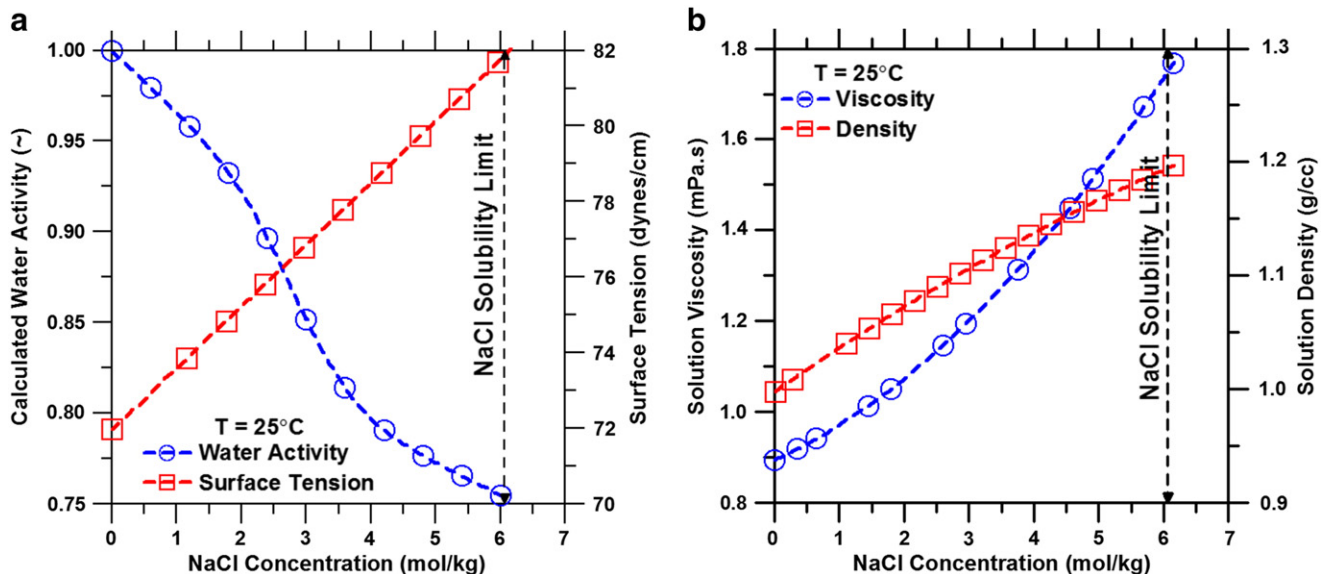 a
1.00
0.95
0.90
0.85
0.80
0.75
Calculated Water Activity (~)
82
80
78
76
74
72
70
Surface Tension (dynes/cm)
NaCl Solubility Limit
T = 25°C
Water Activity
Surface Tension
0 1 2 3 4 5 6 7
NaCl Concentration (mol/kg)
b
1.8
1.6
1.4
1.2
1.0
0.8
Solution Viscosity (mPa.s)
1.3
1.2
1.1
1.0
0.9
Solution Density (g/cc)
T = 25°C
Viscosity
Density
NaCl Solubility Limit
0 1 2 3 4 5 6 7
NaCl Concentration (mol/kg)